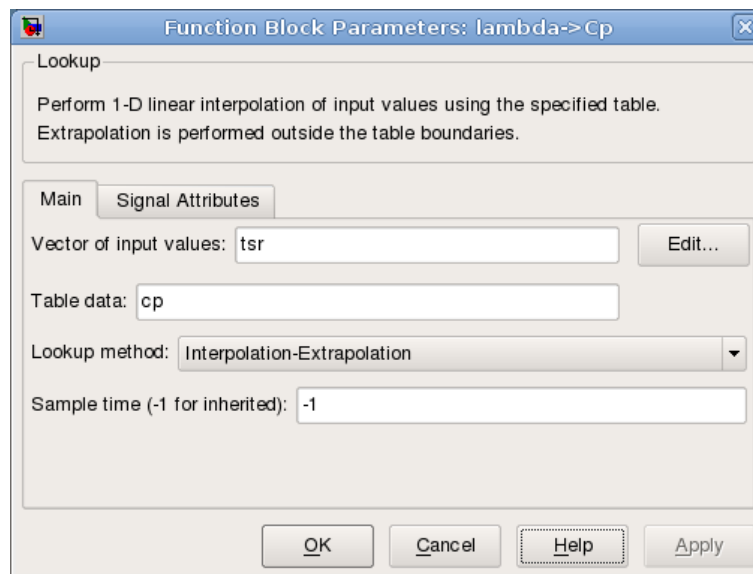 Function Block Parameters: lambda->Cp
Lookup
Perform 1-D linear interpolation of input values using the specified table.
Extrapolation is performed outside the table boundaries.
Main Signal Attributes
Vector of input values: tsr Edit...
Table data: cp
Lookup method: Interpolation-Extrapolation
Sample time (-1 for inherited): -1
OK Cancel Help Apply